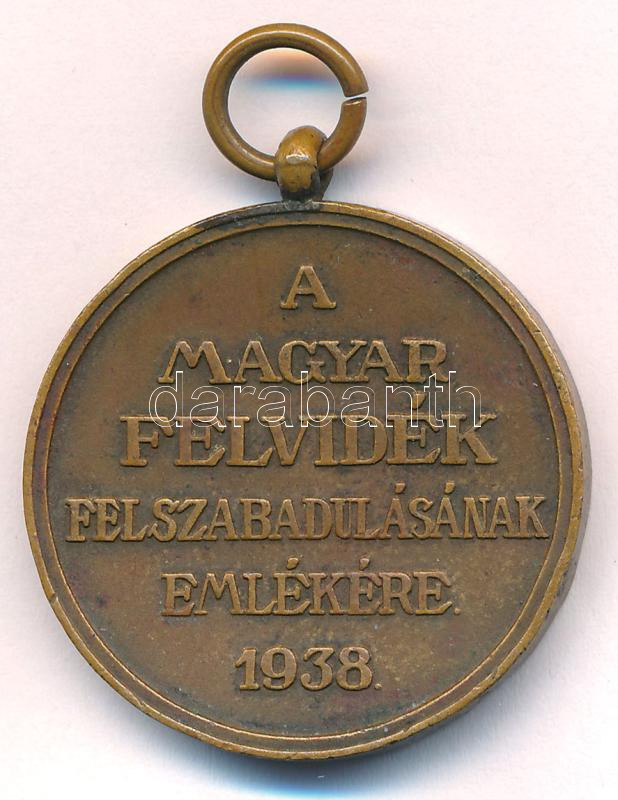 A
MAGYAR
darabanth
FELVIDÉK
FELSZABADULÁSÁNAK
EMLÉKÉRE.
1938.